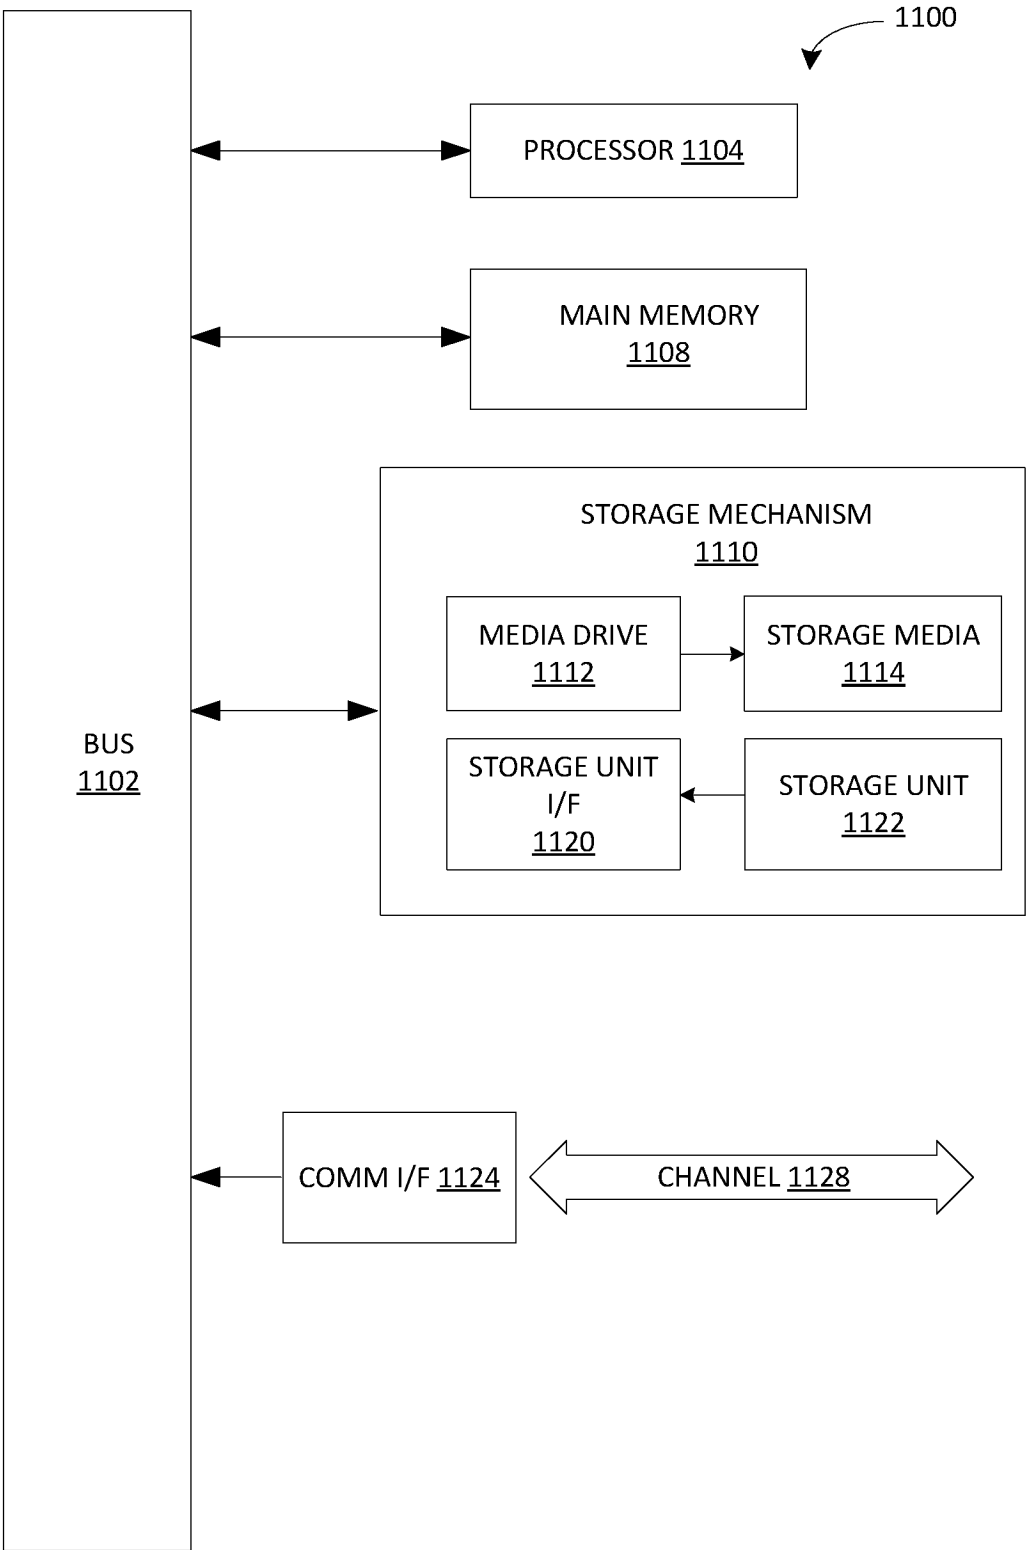 1100
PROCESSOR 1104
MAIN MEMORY
1108
STORAGE MECHANISM
1110
MEDIA DRIVE
1112
STORAGE MEDIA
1114
BUS
1102
STORAGE UNIT
I/F
1120
STORAGE UNIT
1122
COMM I/F 1124
CHANNEL 1128